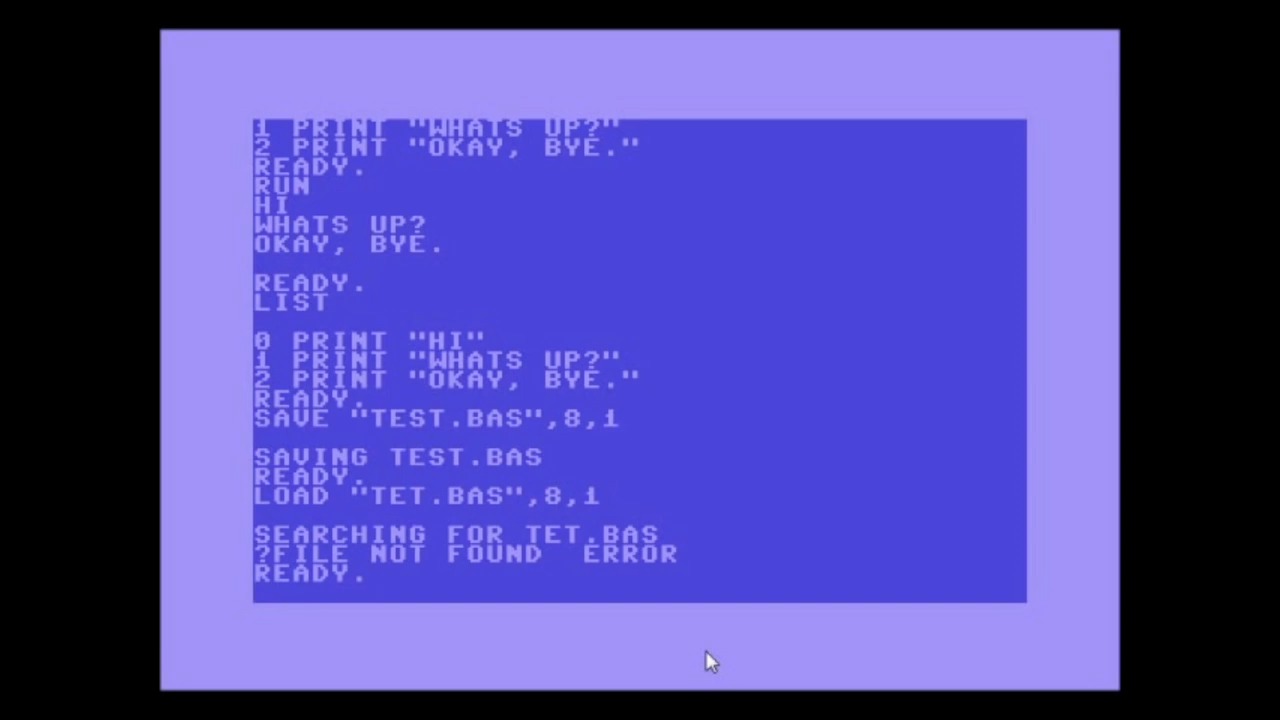 1 PRINT "WHATS UP?"
2 PRINT "OKAY, BYE."
READY.
RUN
HI
WHATS UP?
OKAY, BYE.
READY.
LIST
0 PRINT "HI"
1 PRINT "WHATS UP?"
2 PRINT "OKAY, BYE."
READY.
SAVE "TEST.BAS",8,1
SAVING TEST.BAS
READY.
LOAD "TET.BAS",8,1
SEARCHING FOR TET.BAS
?FILE NOT FOUND  ERROR
READY.